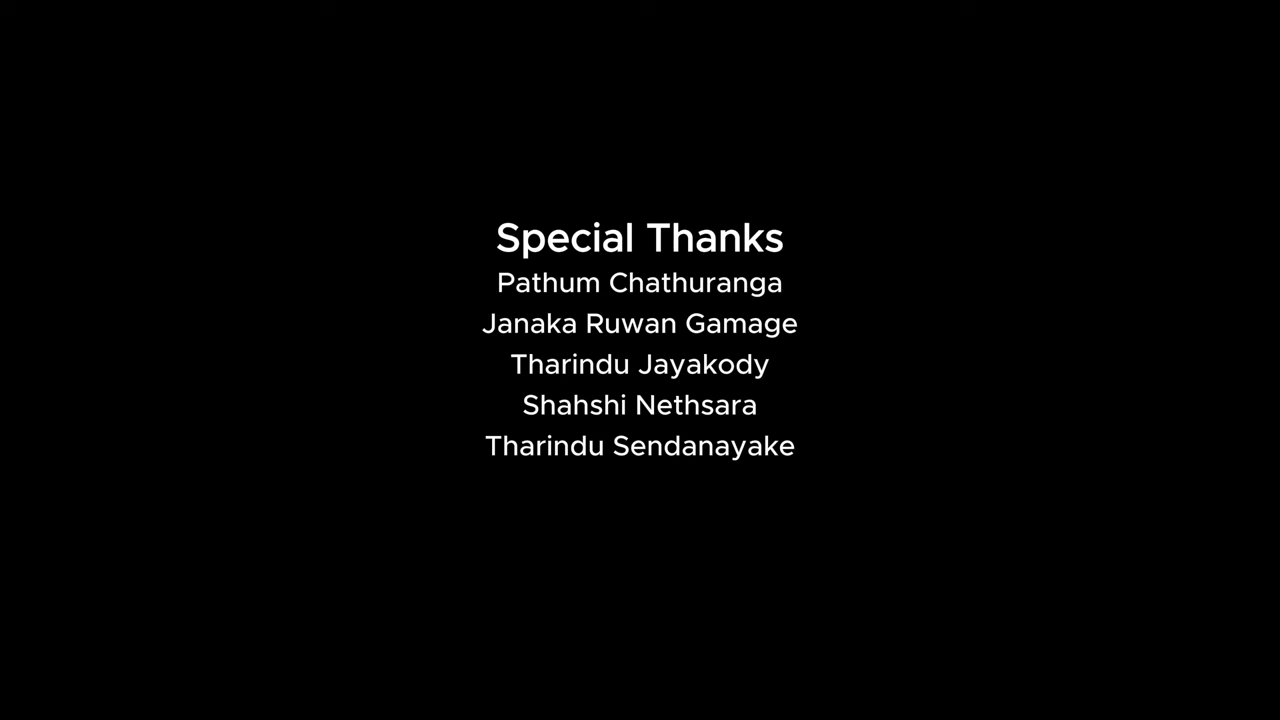 Special Thanks
Pathum Chathuranga
Janaka Ruwan Gamage
Tharindu Jayakody
Shahshi Nethsara
Tharindu Sendanayake